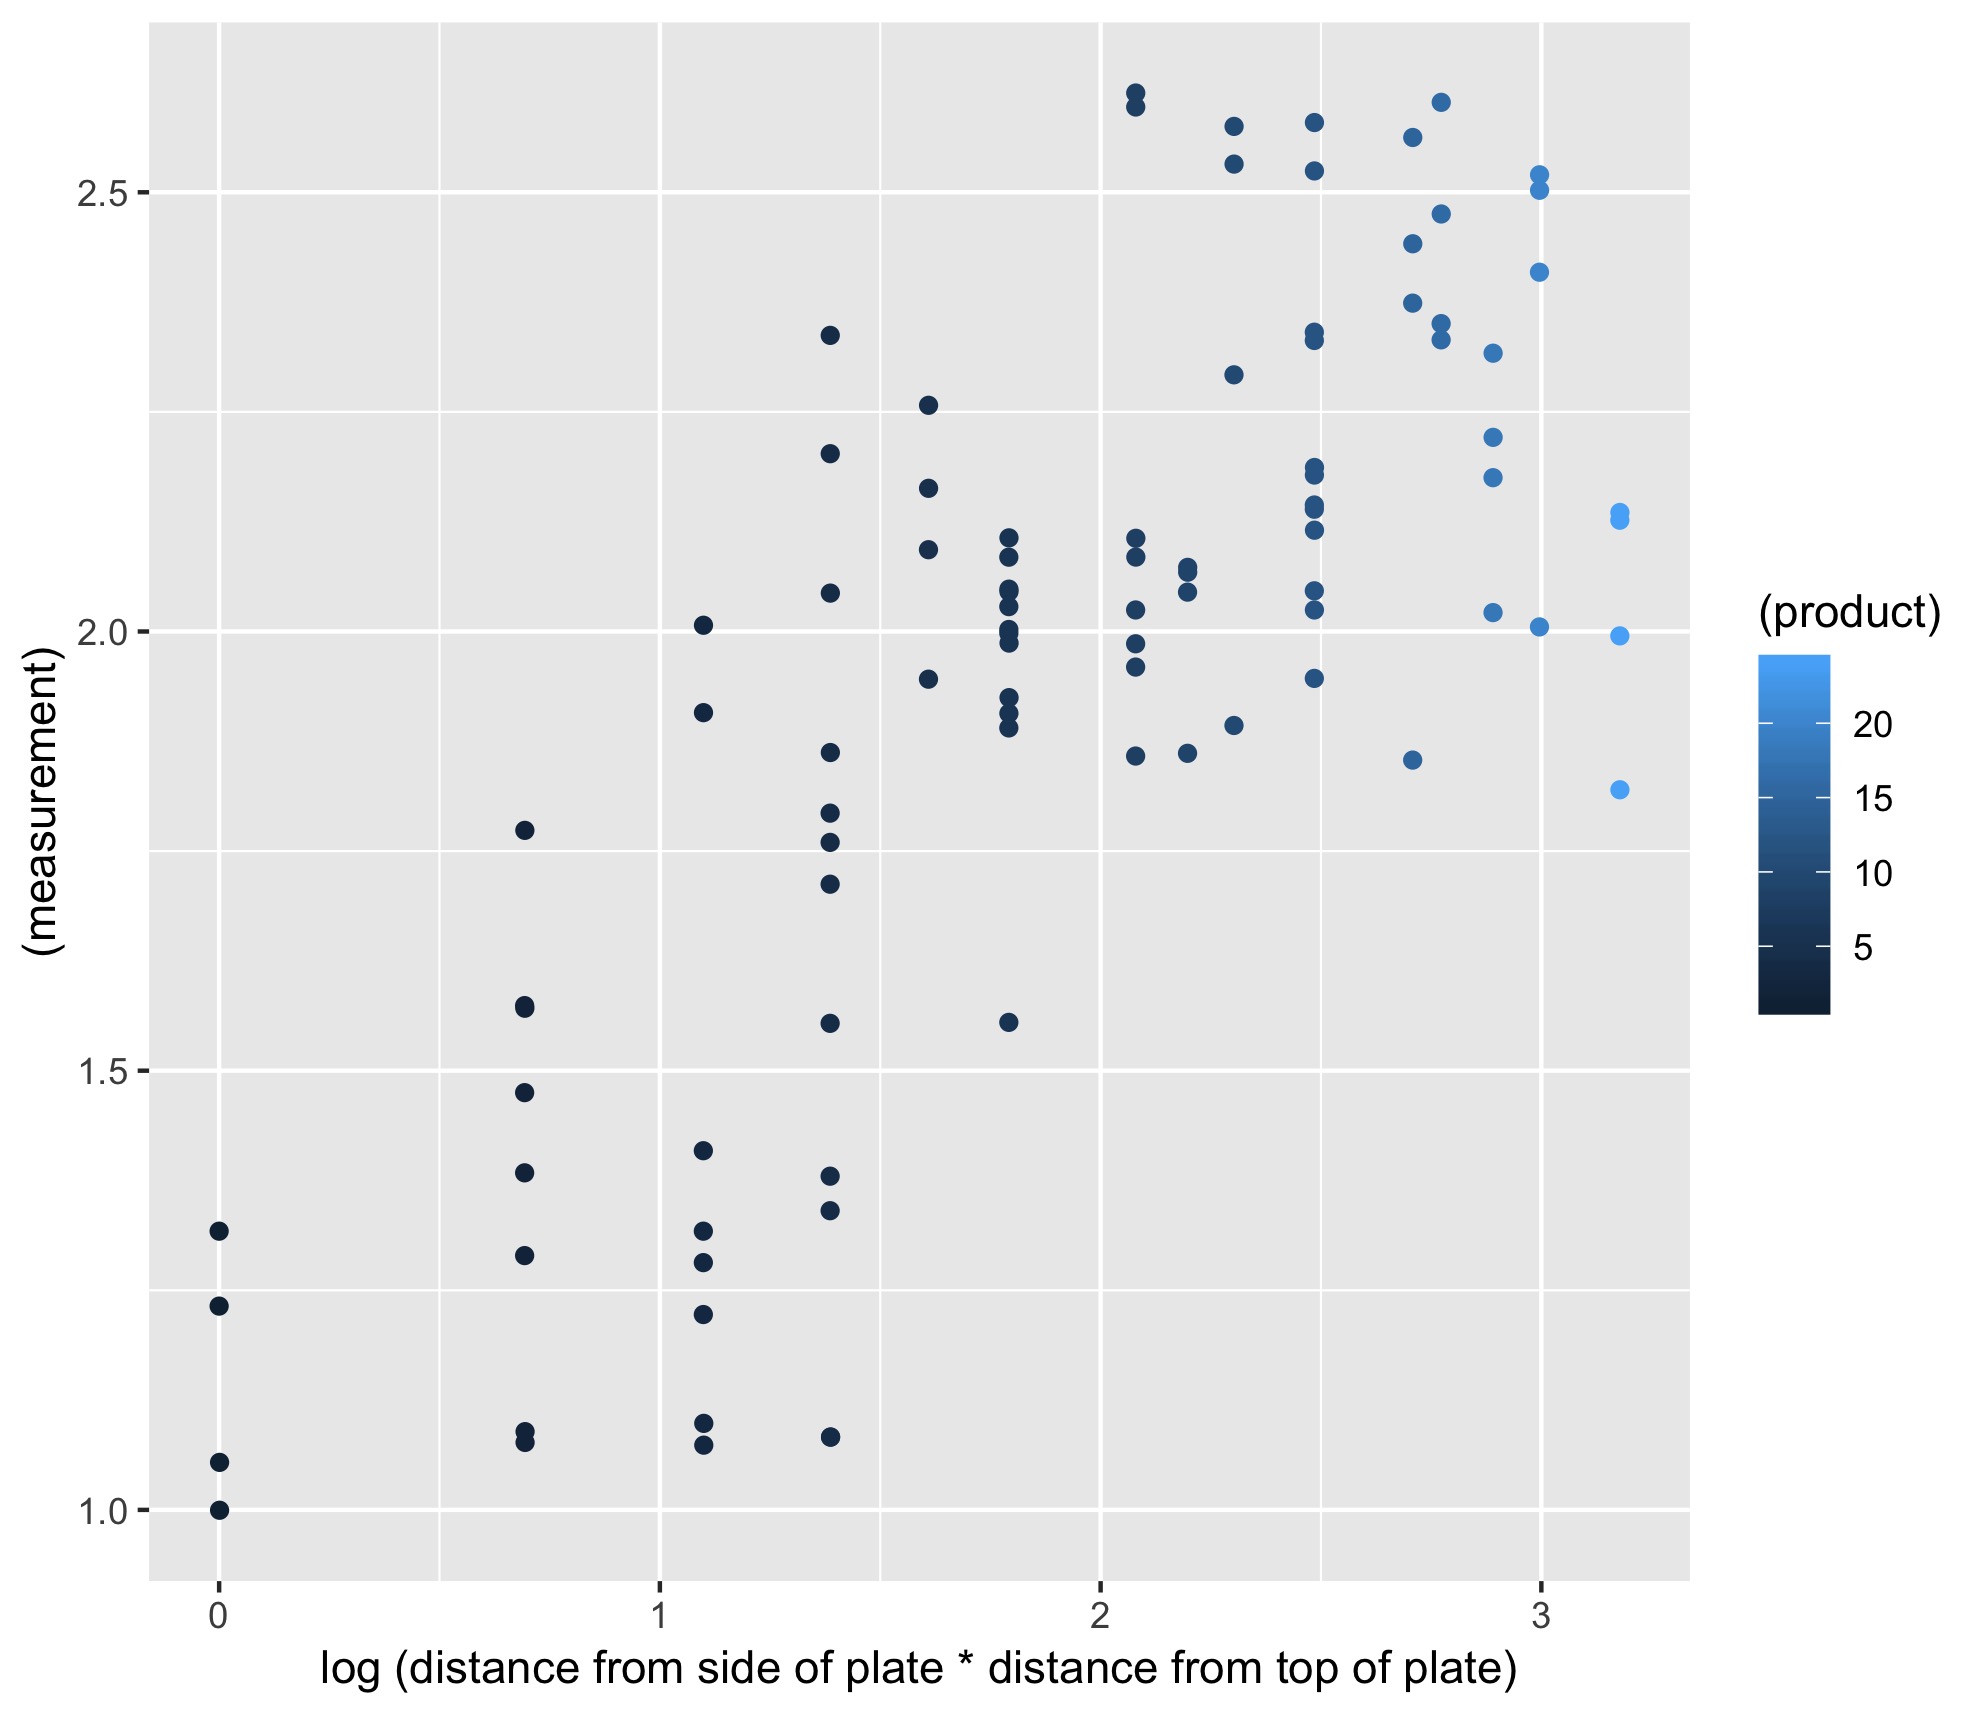 2.5
2.0
1.5
1.0
(measurement)
0 1 2 3
log (distance from side of plate * distance from top of plate)
(product)
20
15
10
5